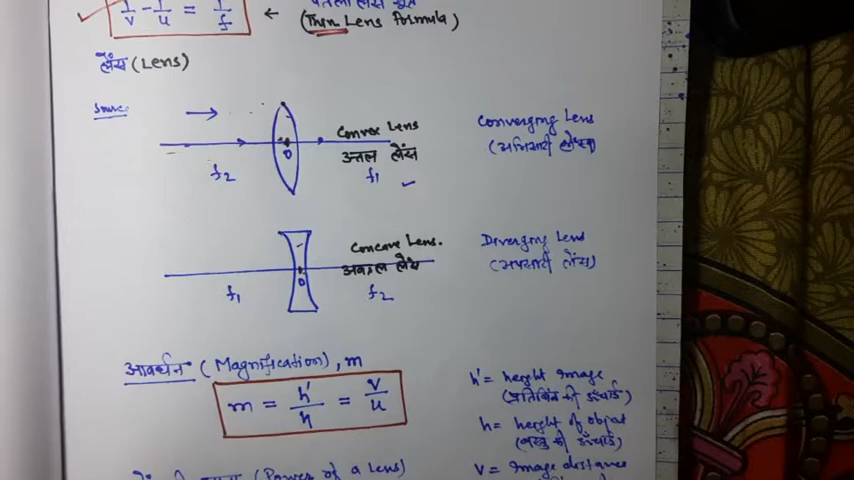 1/v - 1/u = 1/f ← (Thin Lens formula)
लेंस (Lens)
Source
Convex Lens
उत्तल लेंस
Converging Lens
(अभिसारी लेंस)
f2 O f1
Concave Lens.
अवतल लेंस
Diverging Lens
(अपसारी लेंस)
f1 O f2
आवर्धन (Magnification), m
m = h'/h = v/u
h' = height image
(प्रतिबिंब की ऊँचाई)
h = height of object
(वस्तु की ऊँचाई)
(Power of a Lens)
v = Image distance